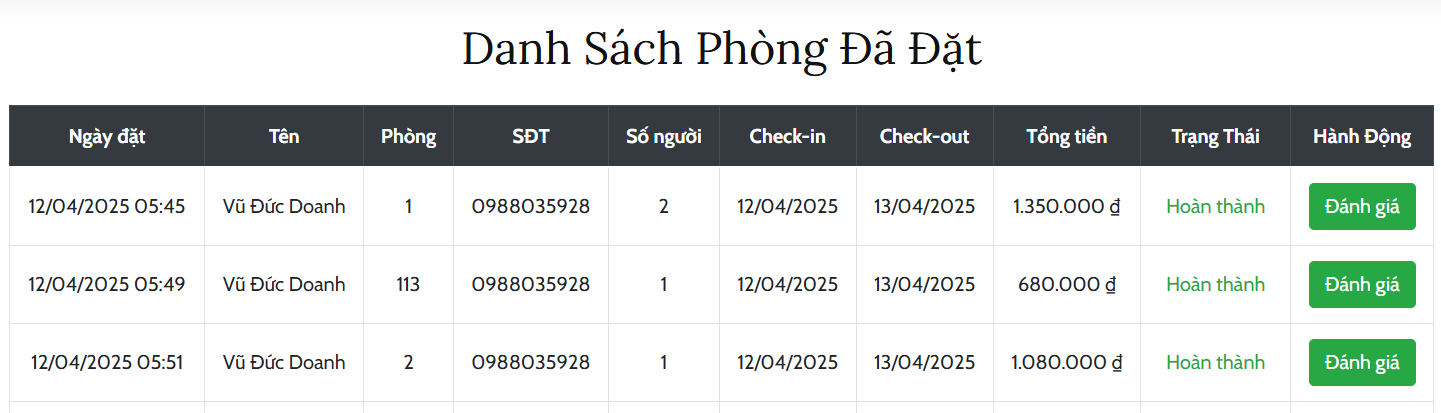 Danh Sách Phòng Đã Đặt
Ngày đặt Tên Phòng SĐT Số người Check-in Check-out Tổng tiền Trạng Thái Hành Động
12/04/2025 05:45 Vũ Đức Doanh 1 0988035928 2 12/04/2025 13/04/2025 1.350.000 ₫ Hoàn thành Đánh giá
12/04/2025 05:49 Vũ Đức Doanh 113 0988035928 1 12/04/2025 13/04/2025 680.000 ₫ Hoàn thành Đánh giá
12/04/2025 05:51 Vũ Đức Doanh 2 0988035928 1 12/04/2025 13/04/2025 1.080.000 ₫ Hoàn thành Đánh giá